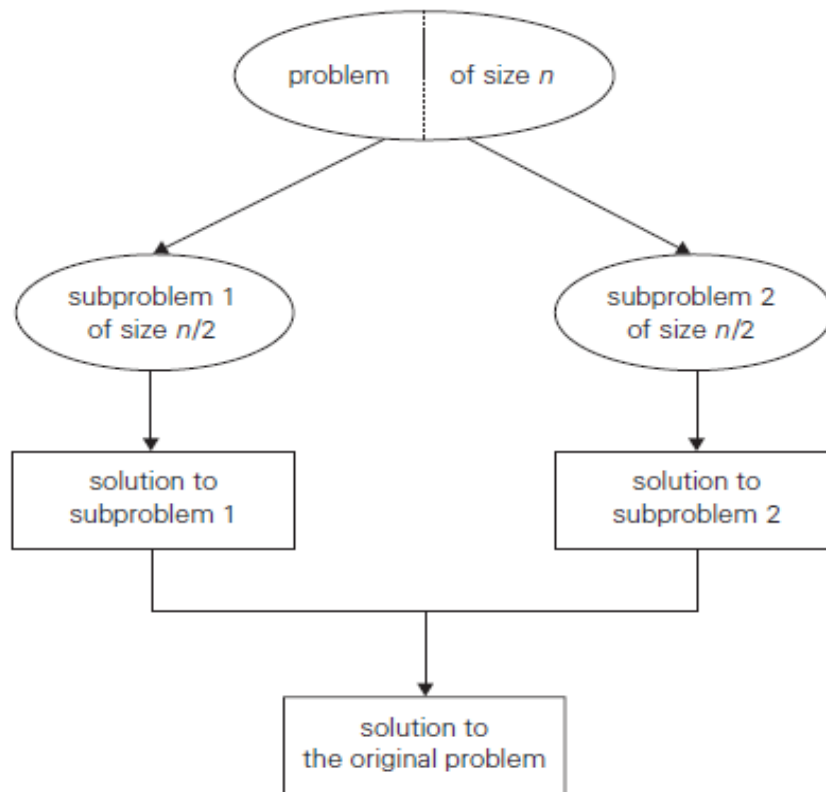 problem of size n
subproblem 1
of size n/2
subproblem 2
of size n/2
solution to
subproblem 1
solution to
subproblem 2
solution to
the original problem